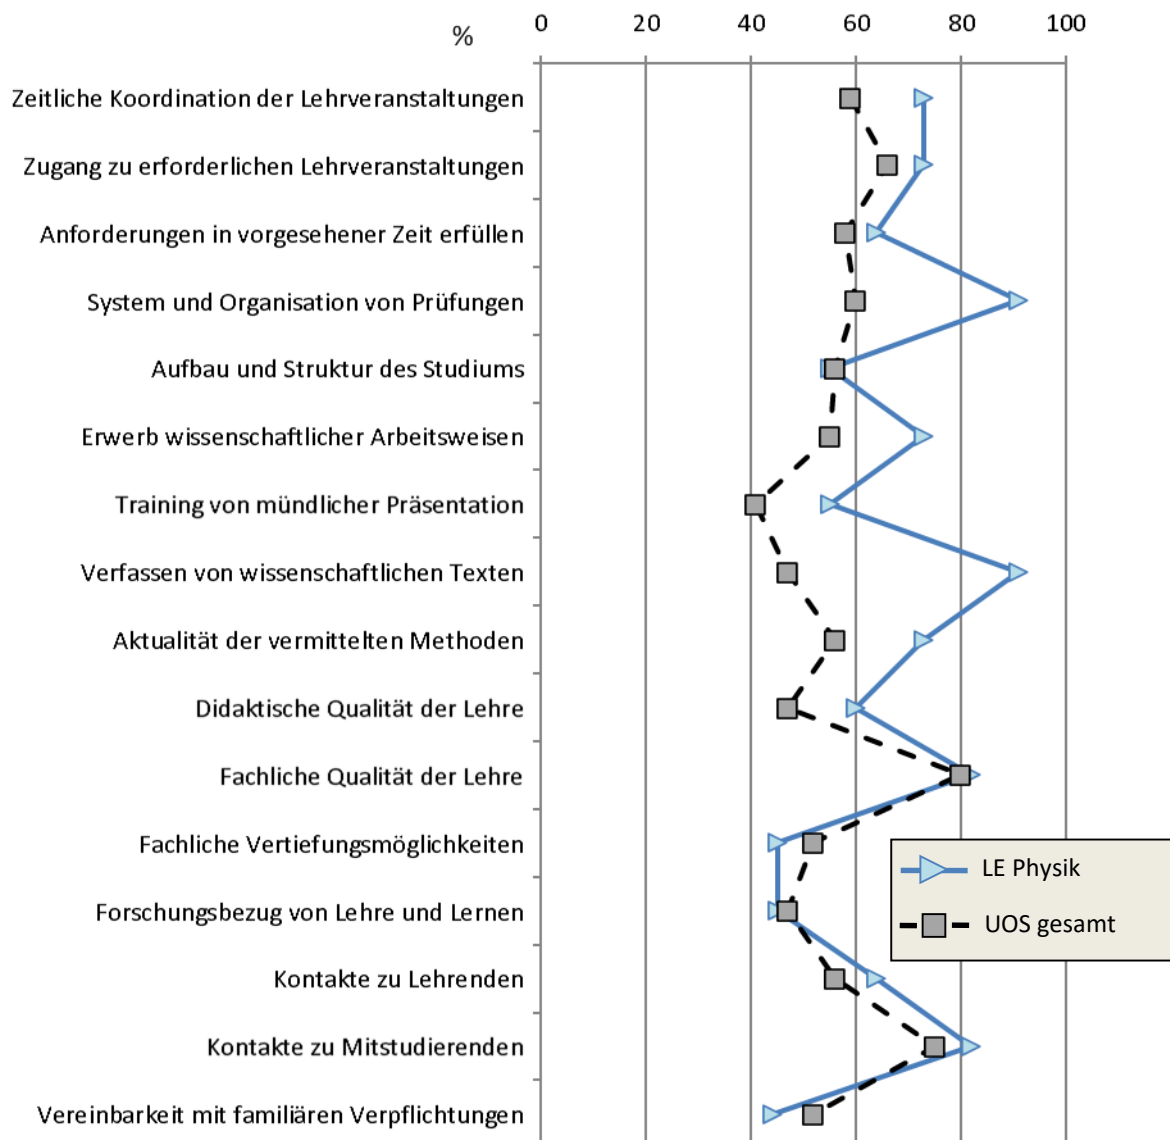 % 0 20 40 60 80 100
Zeitliche Koordination der Lehrveranstaltungen
Zugang zu erforderlichen Lehrveranstaltungen
Anforderungen in vorgesehener Zeit erfüllen
System und Organisation von Prüfungen
Aufbau und Struktur des Studiums
Erwerb wissenschaftlicher Arbeitsweisen
Training von mündlicher Präsentation
Verfassen von wissenschaftlichen Texten
Aktualität der vermittelten Methoden
Didaktische Qualität der Lehre
Fachliche Qualität der Lehre
Fachliche Vertiefungsmöglichkeiten
Forschungsbezug von Lehre und Lernen
Kontakte zu Lehrenden
Kontakte zu Mitstudierenden
Vereinbarkeit mit familiären Verpflichtungen
LE Physik
UOS gesamt